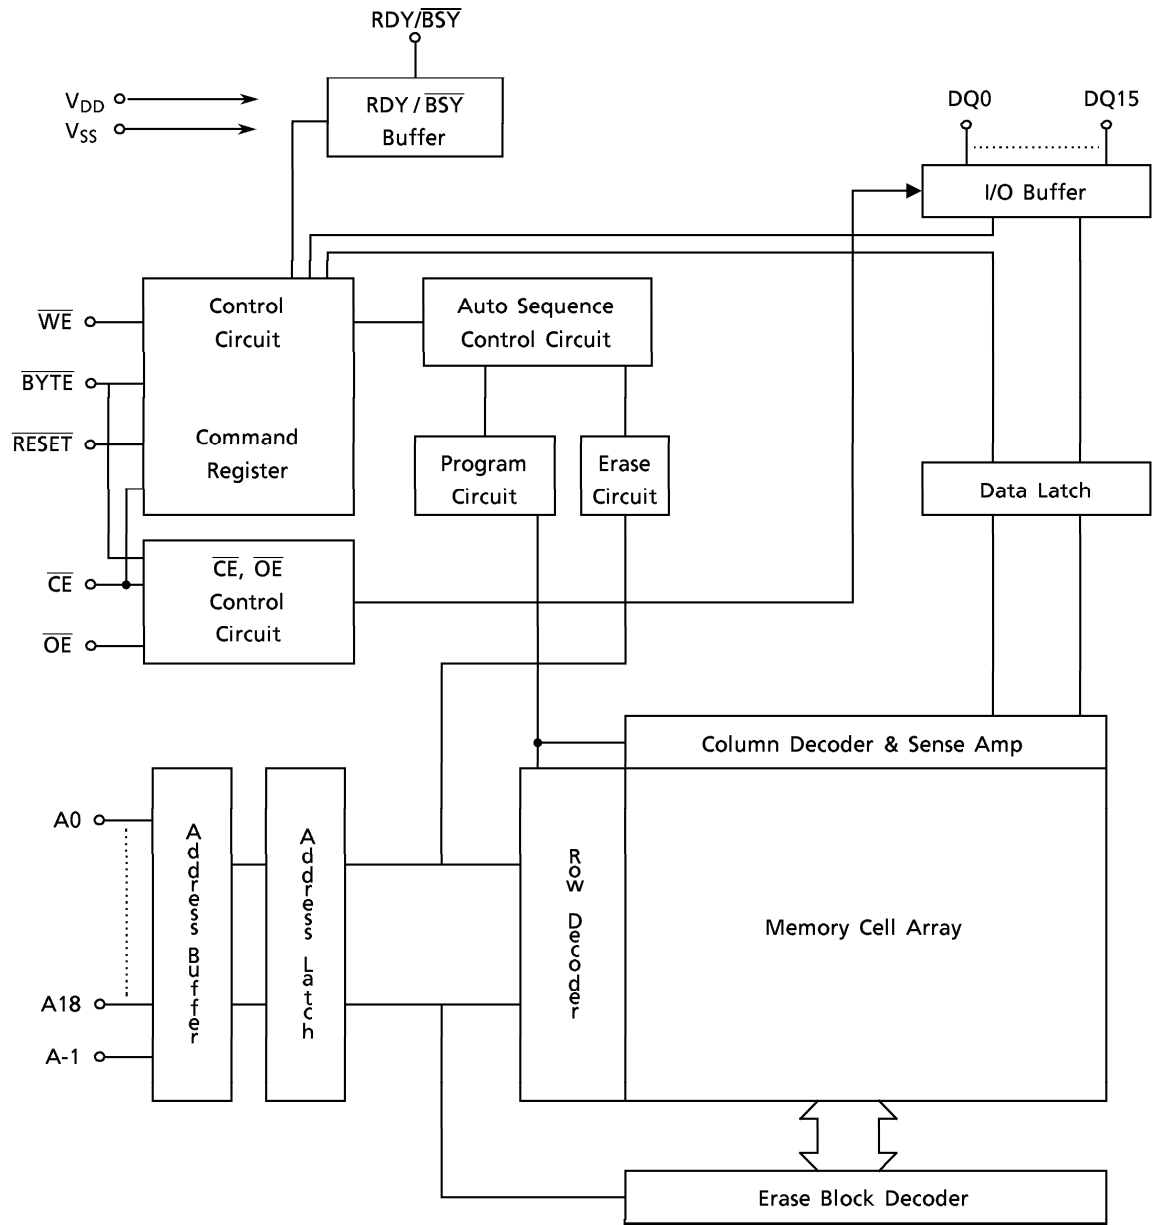 RDY/BSY
VDD
VSS
RDY / BSY
Buffer
DQ0 DQ15
I/O Buffer
WE
BYTE
RESET
Control
Circuit
Command
Register
Auto Sequence
Control Circuit
Program
Circuit
Erase
Circuit
Data Latch
CE
OE
CE, OE
Control
Circuit
Column Decoder & Sense Amp
A0
A18
A-1
Address Buffer
Address Latch
Row Decoder
Memory Cell Array
Erase Block Decoder